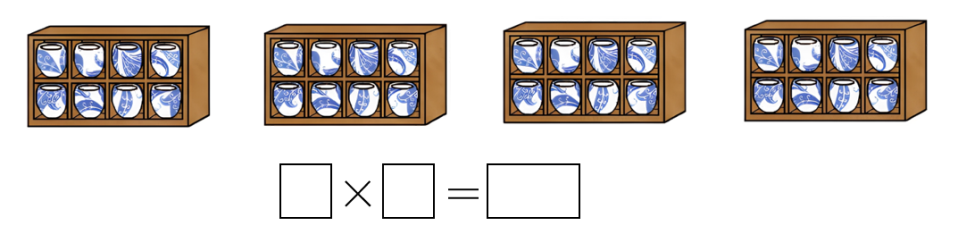 □ × □ = □